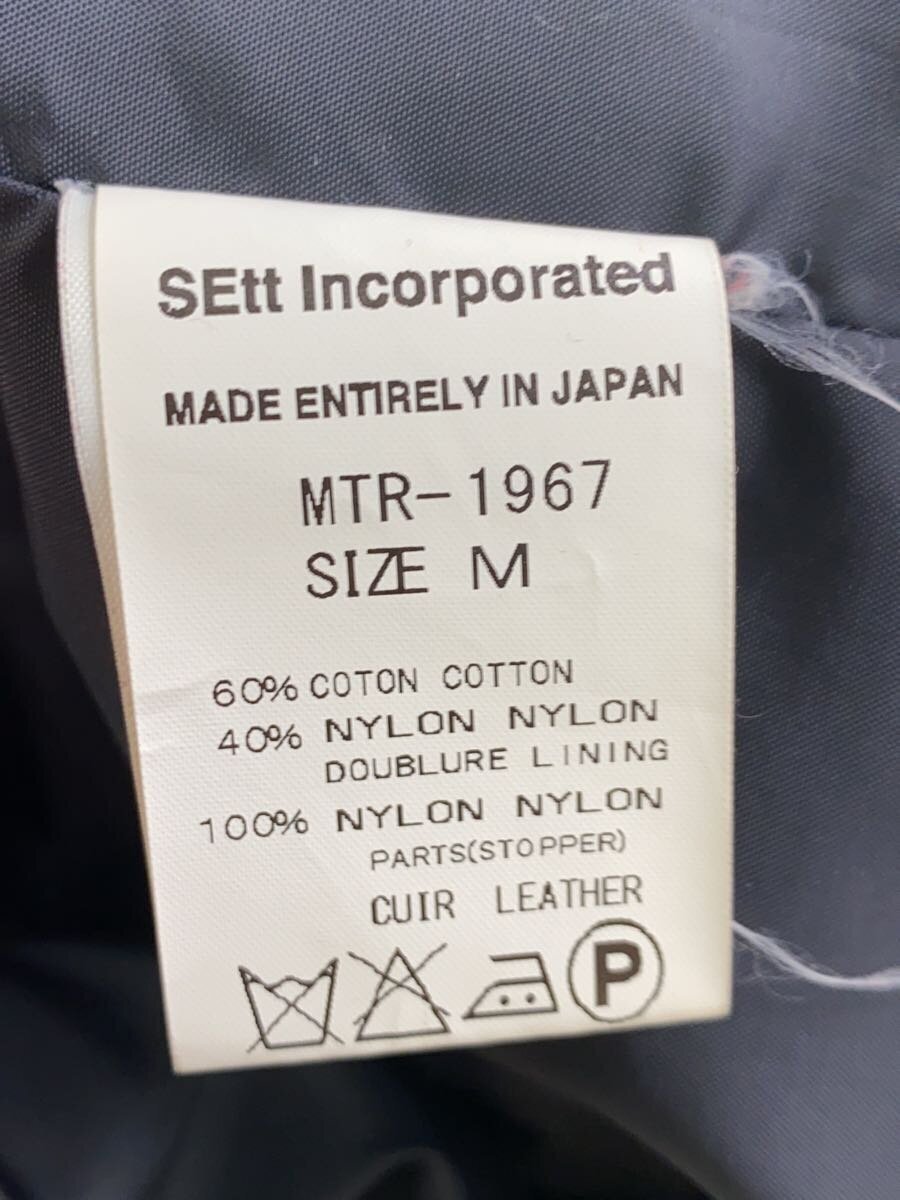 SEtt Incorporated
MADE ENTIRELY IN JAPAN
MTR-1967
SIZE M
60% COTON COTTON
40% NYLON NYLON
DOUBLURE LINING
100% NYLON NYLON
PARTS(STOPPER)
CUIR LEATHER
P